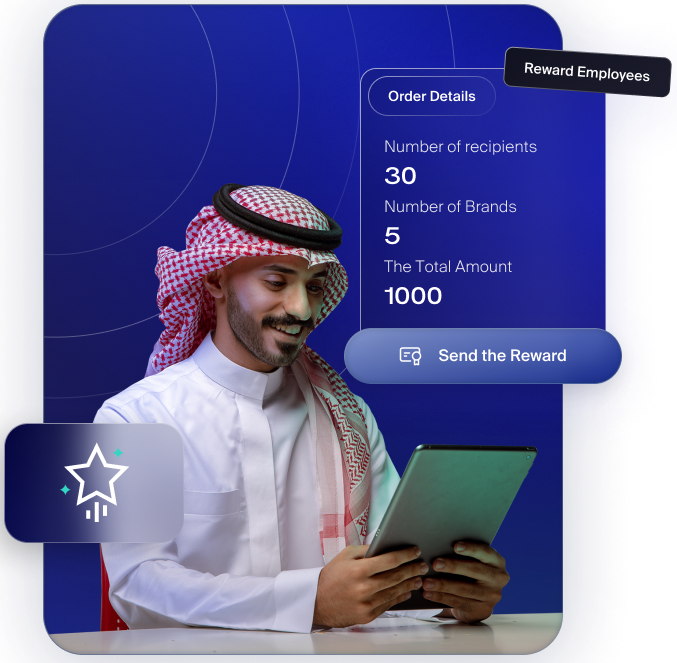 Reward Employees
Order Details
Number of recipients
30
Number of Brands
5
The Total Amount
1000
Send the Reward